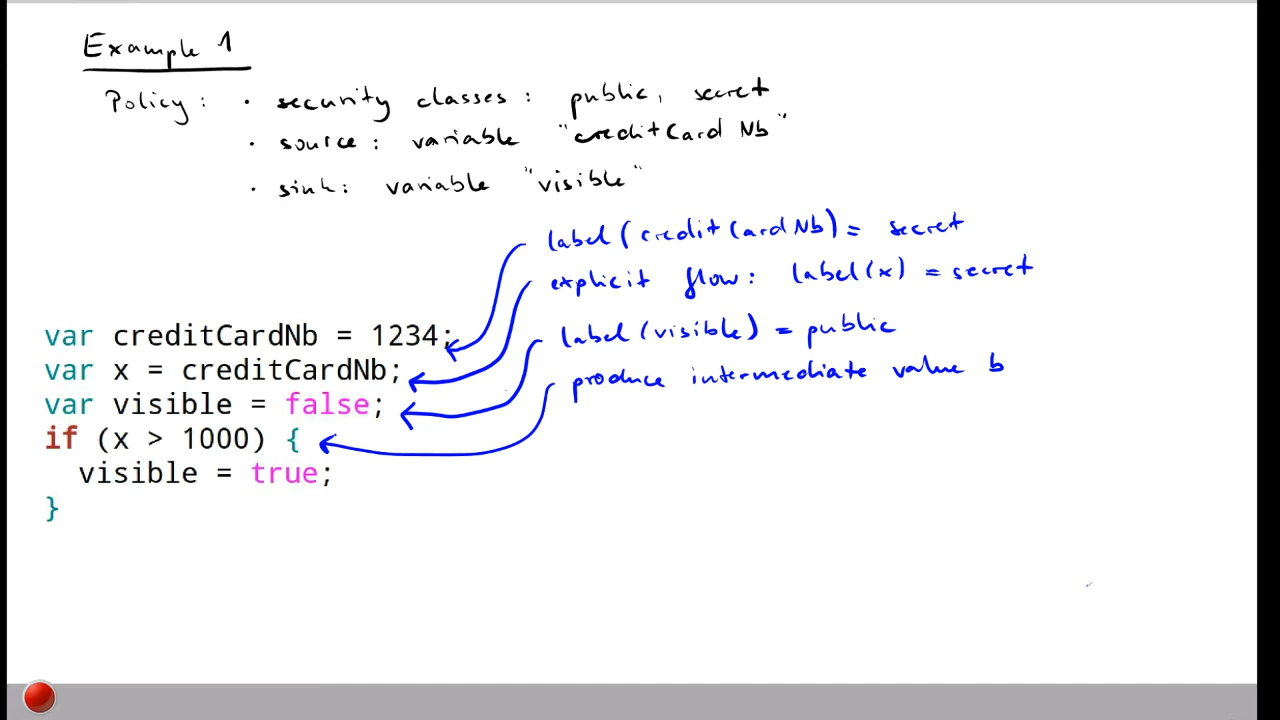 Example 1
Policy: • security classes: public, secret
• source: variable "creditCard Nb"
• sink: variable "visible"
label(creditCardNb) = secret
explicit flow: label(x) = secret
label(visible) = public
produce intermediate value b
var creditCardNb = 1234;
var x = creditCardNb;
var visible = false;
if (x > 1000) {
visible = true;
}